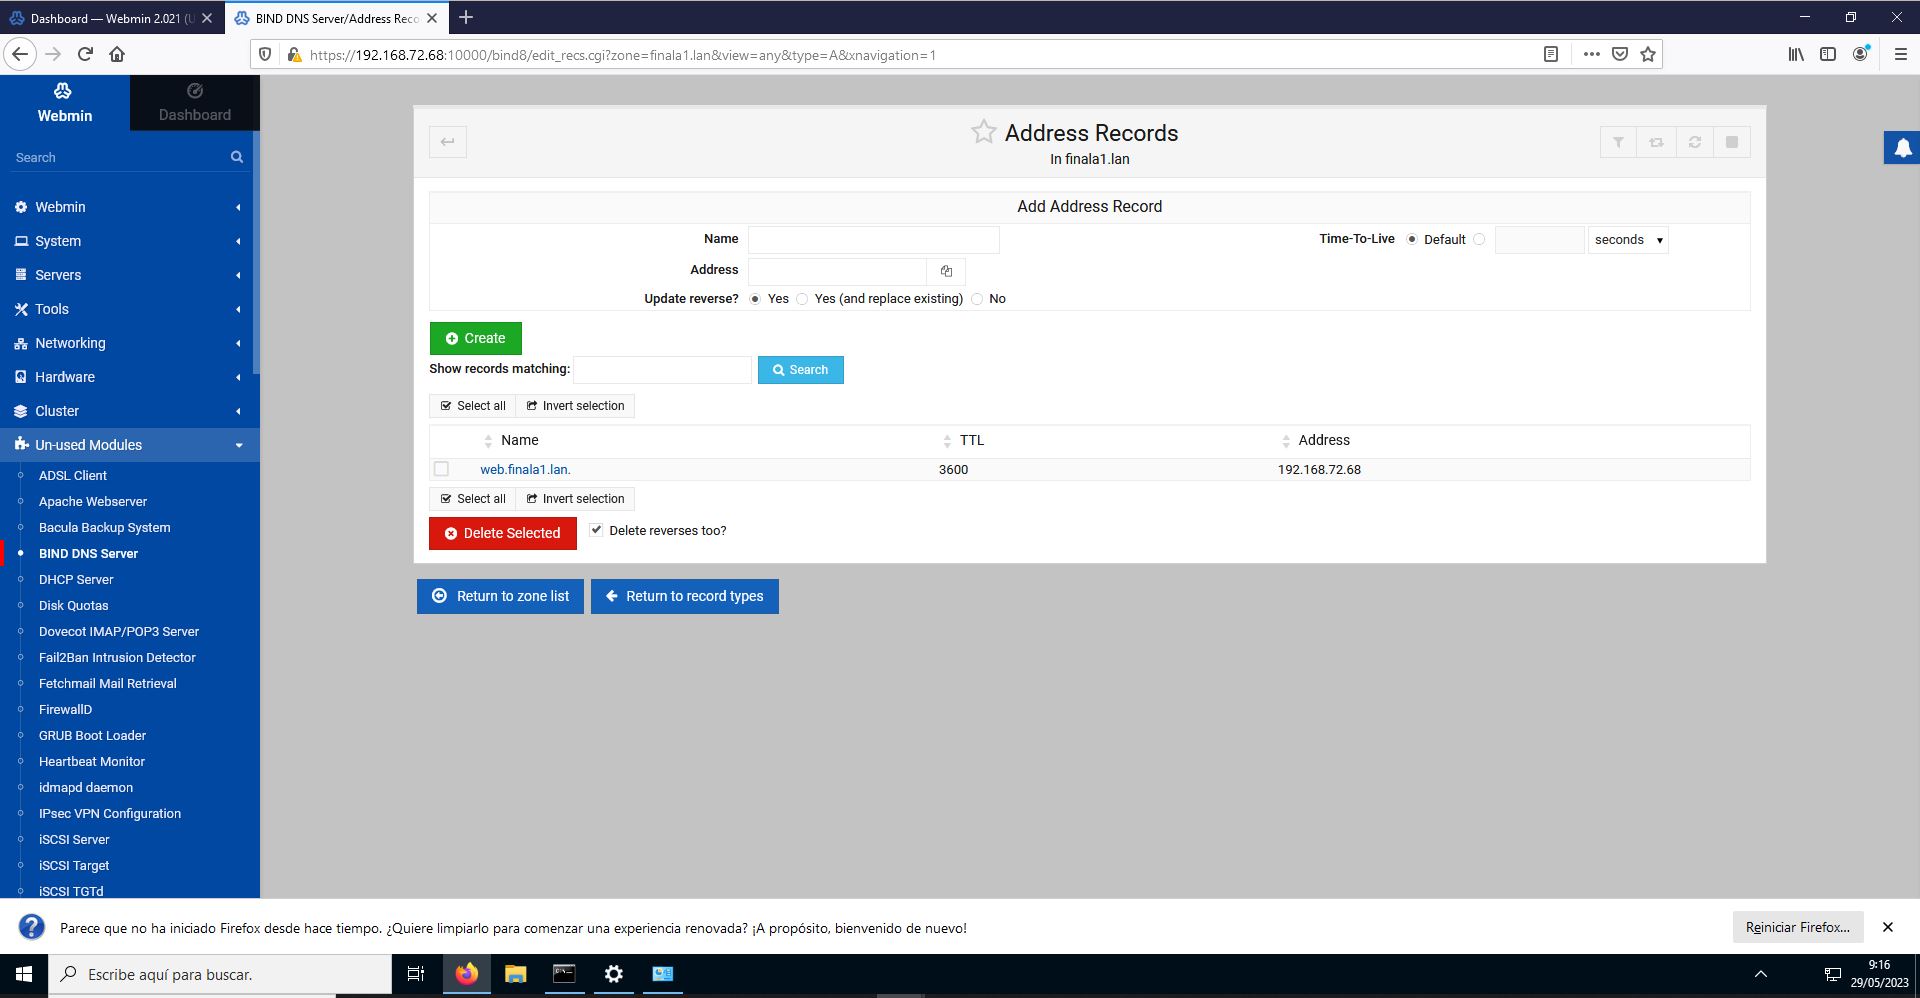 Dashboard — Webmin 2.021 (U
BIND DNS Server/Address Reco
https://192.168.72.68:10000/bind8/edit_recs.cgi?zone=finala1.lan&view=any&type=A&xnavigation=1
Webmin
Dashboard
Search
Webmin
System
Servers
Tools
Networking
Hardware
Cluster
Un-used Modules
ADSL Client
Apache Webserver
Bacula Backup System
BIND DNS Server
DHCP Server
Disk Quotas
Dovecot IMAP/POP3 Server
Fail2Ban Intrusion Detector
Fetchmail Mail Retrieval
FirewallD
GRUB Boot Loader
Heartbeat Monitor
idmapd daemon
IPsec VPN Configuration
iSCSI Server
iSCSI Target
iSCSI TGTd
Address Records
In finala1.lan
Add Address Record
Name
Time-To-Live Default seconds
Address
Update reverse? Yes Yes (and replace existing) No
Create
Show records matching: Search
Select all Invert selection
Name TTL Address
web.finala1.lan. 3600 192.168.72.68
Select all Invert selection
Delete Selected Delete reverses too?
Return to zone list Return to record types
Parece que no ha iniciado Firefox desde hace tiempo. ¿Quiere limpiarlo para comenzar una experiencia renovada? ¡A propósito, bienvenido de nuevo!
Reiniciar Firefox...
Escribe aquí para buscar.
9:16
29/05/2023